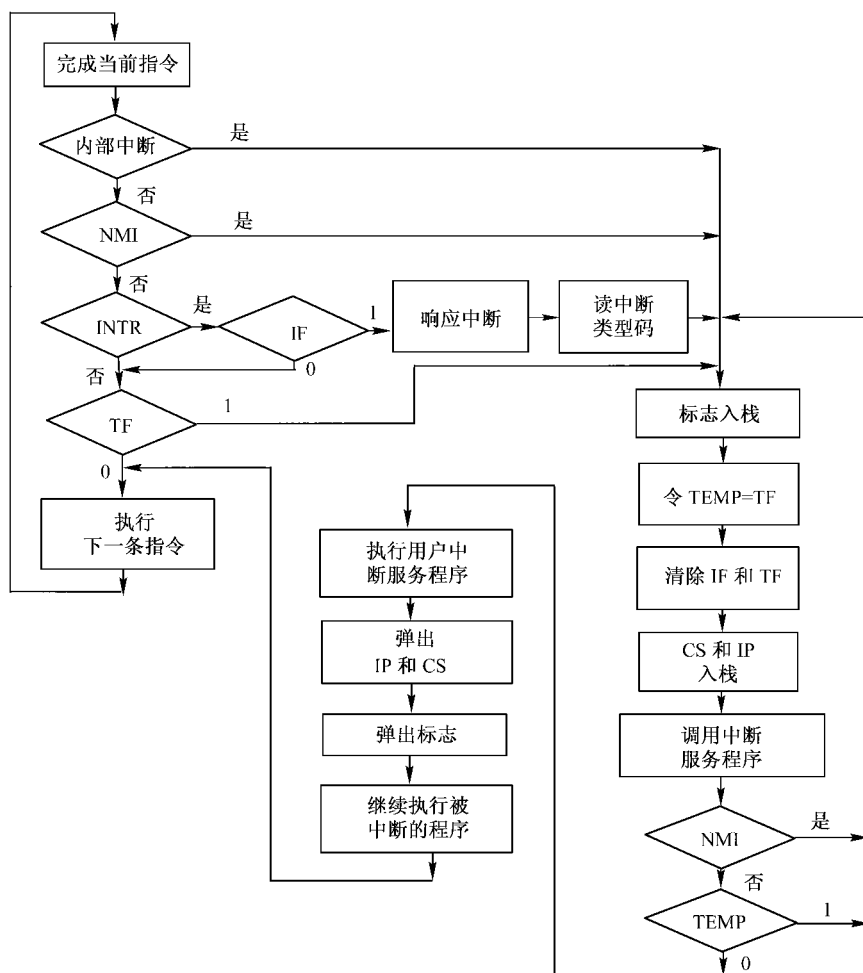 完成当前指令
内部中断
是
否
NMI
是
否
INTR
是
IF
1
响应中断
读中断
类型码
0
否
TF
1
0
执行
下一条指令
标志入栈
令 TEMP=TF
清除 IF 和 TF
CS 和 IP
入栈
调用中断
服务程序
NMI
是
否
TEMP
1
0
执行用户中
断服务程序
弹出
IP 和 CS
弹出标志
继续执行被
中断的程序